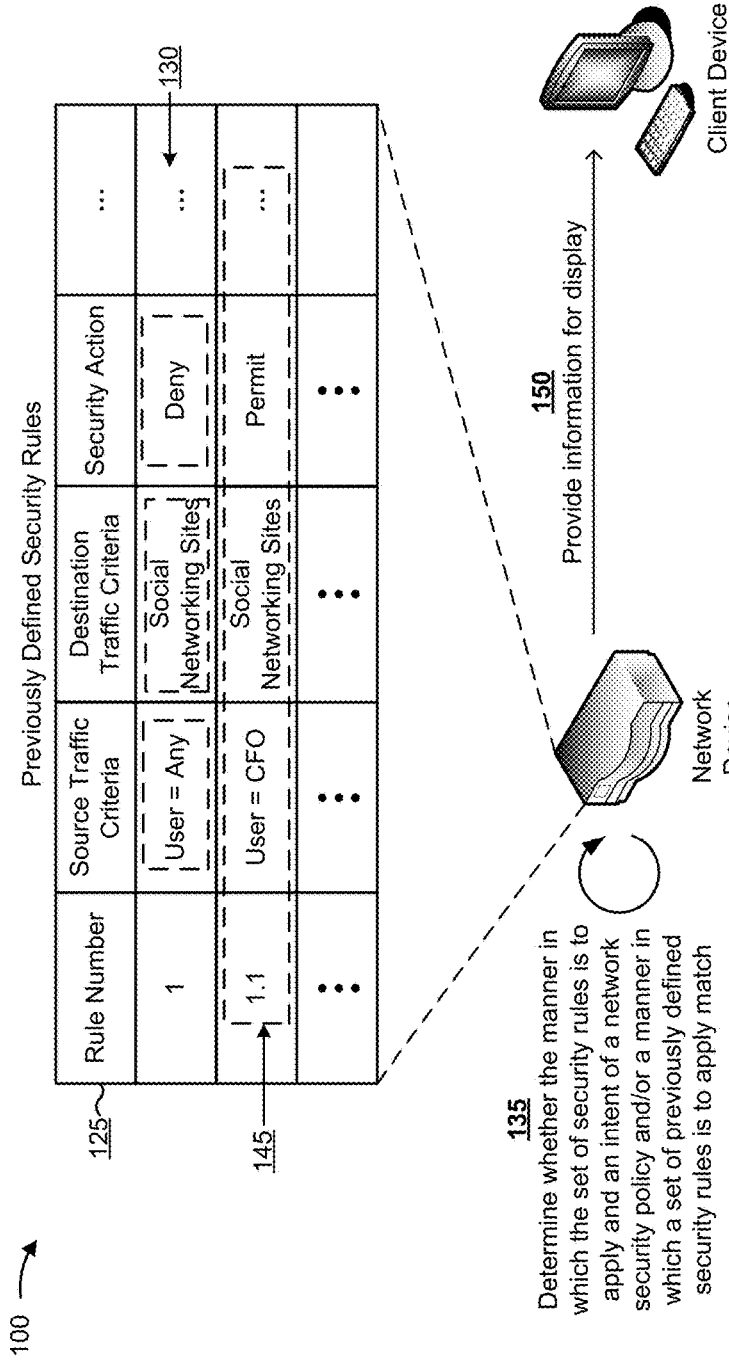 100
Previously Defined Security Rules
125
Rule Number
Source Traffic
Criteria
Destination
Traffic Criteria
Security Action
...
1
User = Any
Social
Networking Sites
Deny
...
130
1.1
User = CFO
Social
Networking Sites
Permit
...
145
135
Determine whether the manner in
which the set of security rules is to
apply and an intent of a network
security policy and/or a manner in
which a set of previously defined
security rules is to apply match
Network
150
Provide information for display
Client Device